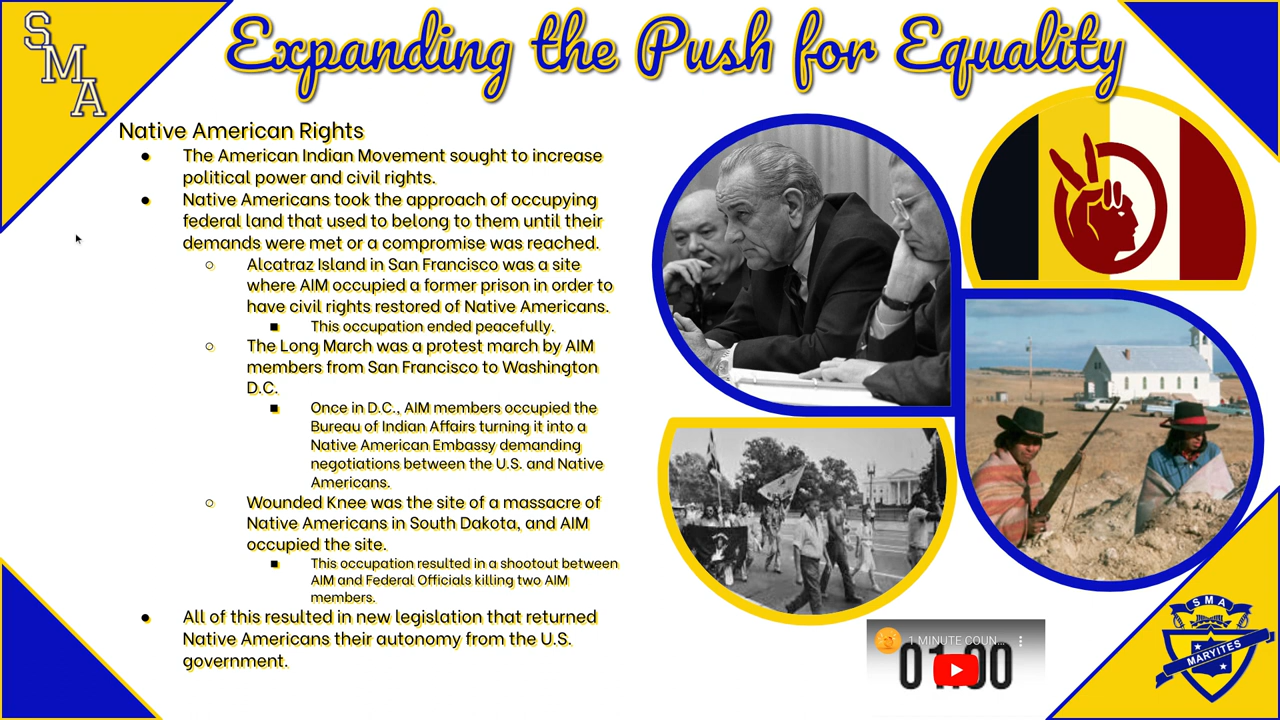 SMA
Expanding the Push for Equality
Native American Rights
● The American Indian Movement sought to increase
political power and civil rights.
● Native Americans took the approach of occupying
federal land that used to belong to them until their
demands were met or a compromise was reached.
○ Alcatraz Island in San Francisco was a site
where AIM occupied a former prison in order to
have civil rights restored of Native Americans.
■ This occupation ended peacefully.
○ The Long March was a protest march by AIM
members from San Francisco to Washington
D.C.
■ Once in D.C., AIM members occupied the
Bureau of Indian Affairs turning it into a
Native American Embassy demanding
negotiations between the U.S. and Native
Americans.
○ Wounded Knee was the site of a massacre of
Native Americans in South Dakota, and AIM
occupied the site.
■ This occupation resulted in a shootout between
AIM and Federal Officials killing two AIM
members.
● All of this resulted in new legislation that returned
Native Americans their autonomy from the U.S.
government.
1 MINUTE COUN...
01:00
SMA
MARYITES